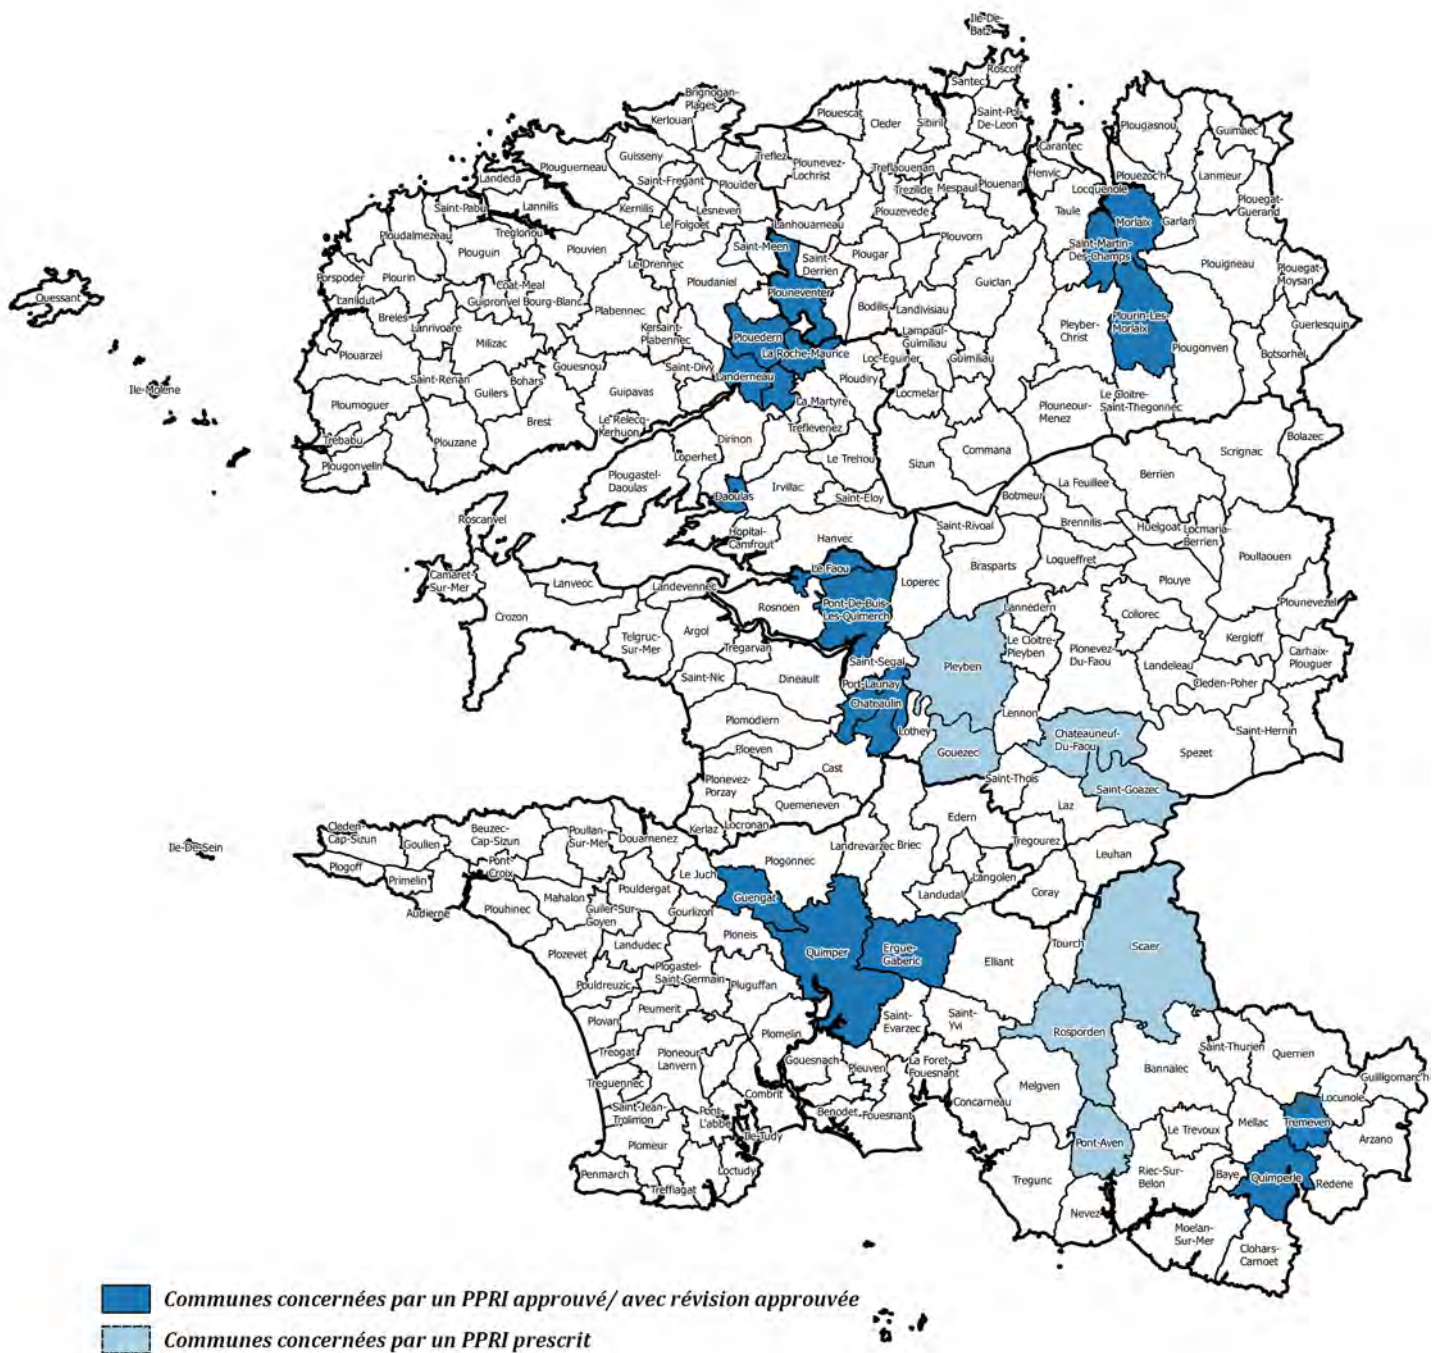 Ile-De-
Batz
Roscoff
Santec
Brignogan-
Plages
Kerlouan
Plouescat
Cleder
Sibiril
Saint-Pol-
De-Leon
Plougasnou
Guimaec
Carantec
Plouguerneau
Guisseny
Treflez
Plounevez-
Lochrist
Treflaouenan
Henvic
Plouezoc'h
Lanmeur
Landeda
Saint-Fregant
Plouider
Trezilde
Mespaul
Plouenan
Locquenole
Plouegat-
Guerand
Saint-Pabu
Lannilis
Kernilis
Lesneven
Le Folgoet
Lanhouarneau
Plouzevede
Taule
Morlaix
Garlan
Ploudalmezeau
Treglonou
Plouvien
Saint-Meen
Saint-
Derrien
Plougar
Plouvorn
Saint-Martin-
Des-Champs
Plouguin
Le Drennec
Plouigneau
Plouegat-
Moysan
Porspoder
Plourin
Coat-Meal
Ploudaniel
Plouneventer
Guiclan
Ouessant
Lanildut
Guipronvel
Bourg-Blanc
Plabennec
Bodilis
Landivisiau
Plourin-Les-
Morlaix
Guerlesquin
Breles
Lanrivoare
Milizac
Kersaint-
Plabennec
Plouedern
Lampaul-
Guimiliau
Pleyber-
Christ
Plougonven
Botsorhel
Plouarzel
Gouesnou
Saint-Divy
La Roche-Maurice
Loc-Eguiner
Guimiliau
Ile-Molene
Saint-Renan
Guilers
Bohars
Guipavas
Landerneau
Ploudiry
Locmelar
Le Cloitre-
Saint-Thegonnec
Ploumoguer
Brest
Le Relecq-
Kerhuon
La Martyre
Plouneour-
Menez
Trebabu
Plouzane
Dirinon
Treflevenez
Bolazec
Plougonvelin
Loperhet
Le Trehou
Sizun
Commana
Scrignac
Plougastel-
Daoulas
Daoulas
Irvillac
Saint-Eloy
Botmeur
La Feuillee
Berrien
Roscanvel
Hopital-
Camfrout
Hanvec
Saint-Rivoal
Brennilis
Huelgoat
Locmaria-
Berrien
Poullaouen
Camaret-
Sur-Mer
Lanveoc
Landevennec
Le Faou
Loperec
Brasparts
Loqueffret
Plouye
Crozon
Rosnoen
Pont-De-Buis-
Les-Quimerch
Lannedern
Collorec
Plounevezel
Telgruc-
Sur-Mer
Argol
Tregarvan
Le Cloitre-
Pleyben
Plonevez-
Du-Faou
Kergloff
Carhaix-
Plouguer
Saint-Nic
Dineault
Saint-Segal
Pleyben
Landeleau
Port-Launay
Cleden-Poher
Plomodiern
Chateaulin
Lothey
Lennon
Chateauneuf-
Du-Faou
Saint-Hernin
Ploeven
Gouezec
Spezet
Plonevez-
Porzay
Cast
Saint-Thois
Saint-Goazec
Quemeneven
Laz
Edern
Cleden-
Cap-Sizun
Beuzec-
Cap-Sizun
Poullan-
Sur-Mer
Douarnenez
Kerlaz
Locronan
Ile-De-Sein
Goulien
Landrevarzec
Briec
Tregourez
Leuhan
Plogoff
Primelin
Pont-
Croix
Plogonnec
Langolen
Le Juch
Landudal
Coray
Audierne
Plouhinec
Mahalon
Pouldergat
Guengat
Guiler-Sur-
Goyen
Gourlizon
Ploneis
Quimper
Ergue-
Gaberic
Elliant
Tourch
Scaer
Plozevet
Landudec
Plogastel-
Saint-Germain
Pluguffan
Pouldreuzic
Peumerit
Plovan
Plomelin
Saint-
Evarzec
Saint-
Yvi
Rosporden
Saint-Thurien
Querrien
Treogat
Ploneour-
Lanvern
Gouesnach
Pleuven
La Foret-
Fouesnant
Melgven
Bannalec
Guilligomarc'h
Treguennec
Combrit
Concarneau
Locunole
Saint-Jean-
Trolimon
Pont-
L'abbe
Benodet
Fouesnant
Pont-Aven
Le Trevoux
Mellac
Tremeven
Arzano
Plomeur
Ile-Tudy
Penmarch
Loctudy
Treffiagat
Tregunc
Riec-Sur-
Belon
Baye
Quimperle
Redene
Nevez
Moelan-
Sur-Mer
Clohars-
Carnoet
Communes concernées par un PPRI approuvé/ avec révision approuvée
Communes concernées par un PPRI prescrit